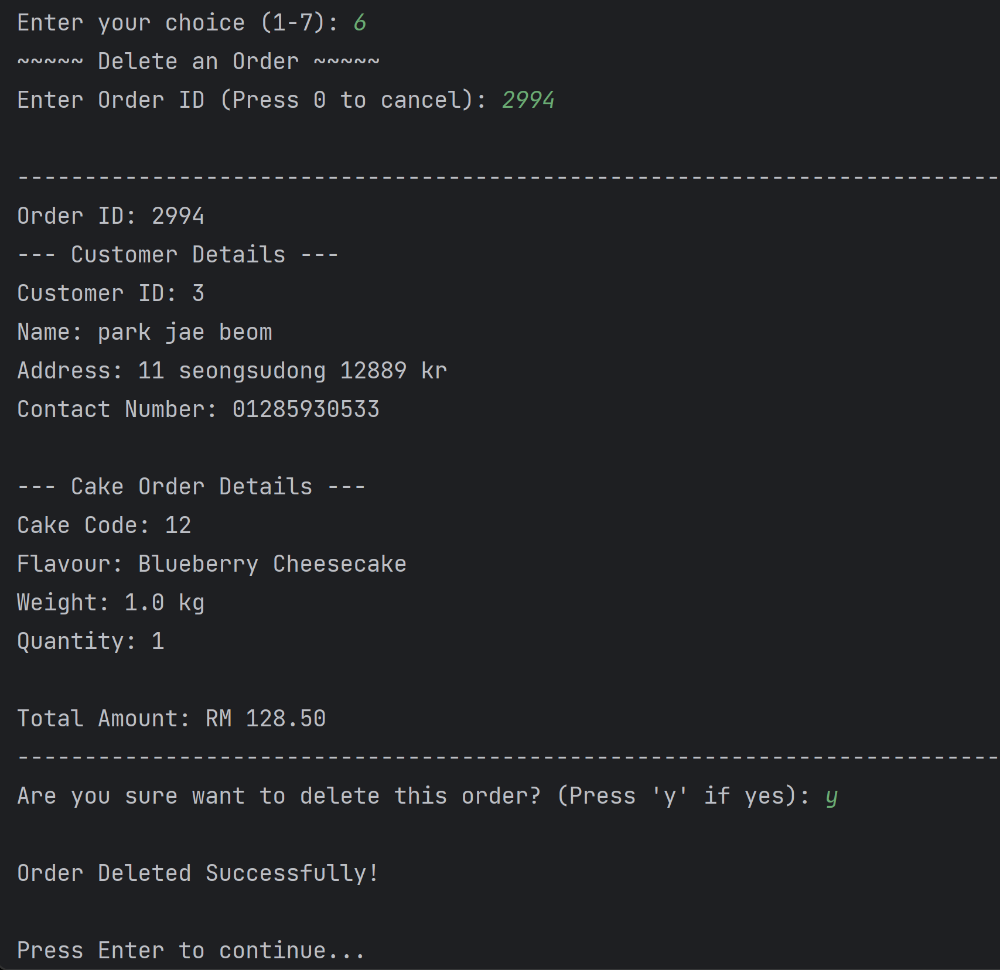 Enter your choice (1-7): 6
~~~~~ Delete an Order ~~~~~
Enter Order ID (Press 0 to cancel): 2994
-------------------------------------------------------------------------
Order ID: 2994
--- Customer Details ---
Customer ID: 3
Name: park jae beom
Address: 11 seongsudong 12889 kr
Contact Number: 01285930533
--- Cake Order Details ---
Cake Code: 12
Flavour: Blueberry Cheesecake
Weight: 1.0 kg
Quantity: 1
Total Amount: RM 128.50
-------------------------------------------------------------------------
Are you sure want to delete this order? (Press 'y' if yes): y
Order Deleted Successfully!
Press Enter to continue...